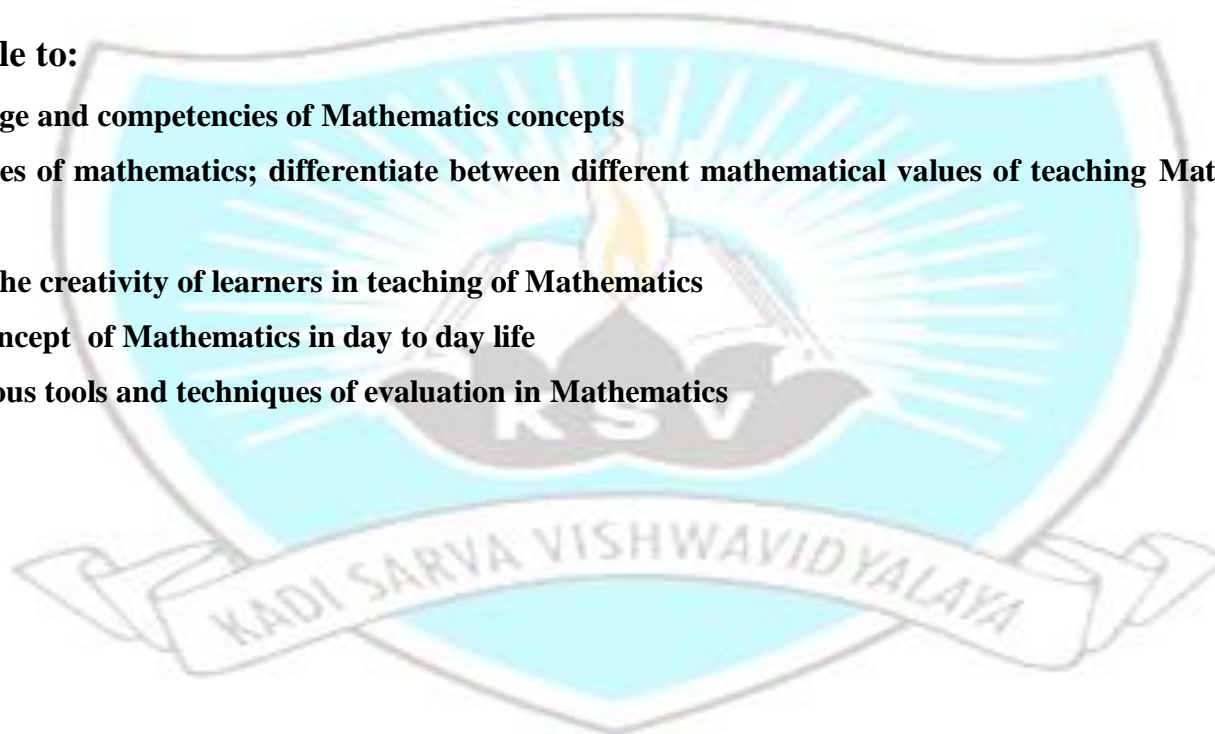 le to:
ge and competencies of Mathematics concepts
es of mathematics; differentiate between different mathematical values of teaching Mat
he creativity of learners in teaching of Mathematics
ncept of Mathematics in day to day life
ous tools and techniques of evaluation in Mathematics
KSV
KADI SARVA VISHWAVIDYALAYA